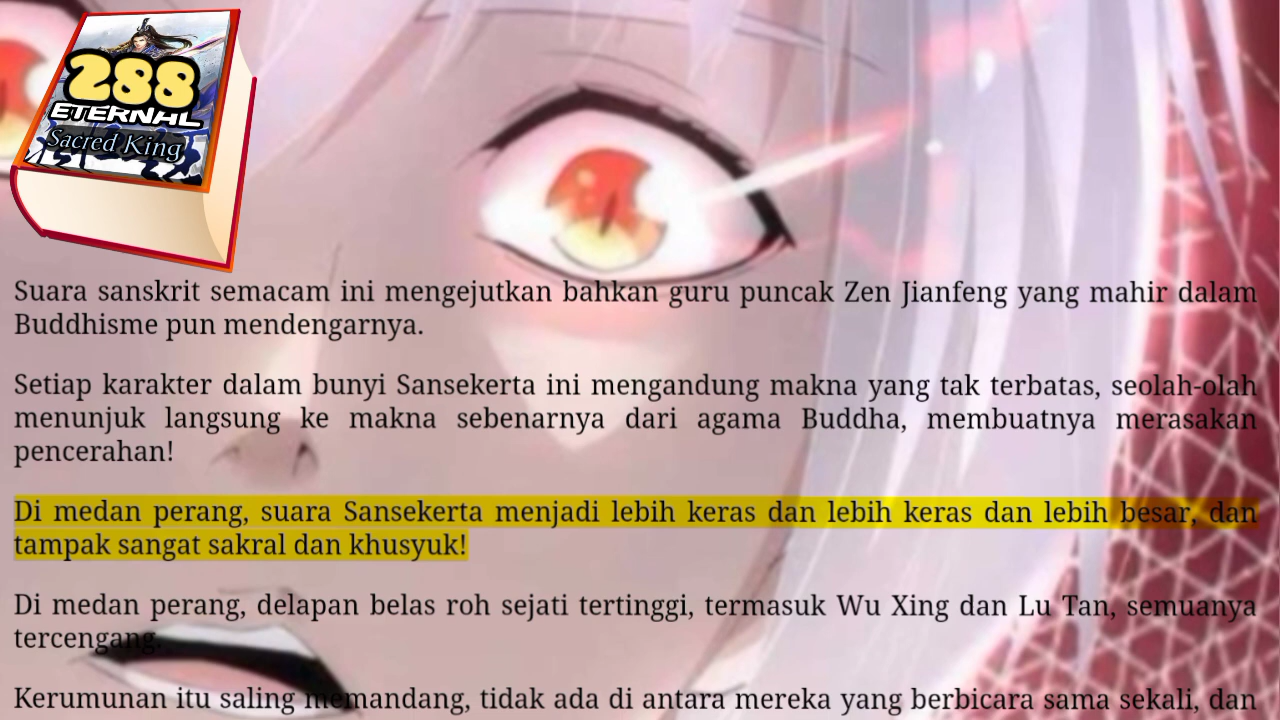 288
ETERNAL
Sacred King
Suara sanskrit semacam ini mengejutkan bahkan guru puncak Zen Jianfeng yang mahir dalam
Buddhisme pun mendengarnya.
Setiap karakter dalam bunyi Sansekerta ini mengandung makna yang tak terbatas, seolah-olah
menunjuk langsung ke makna sebenarnya dari agama Buddha, membuatnya merasakan
pencerahan!
Di medan perang, suara Sansekerta menjadi lebih keras dan lebih keras dan lebih besar, dan
tampak sangat sakral dan khusyuk!
Di medan perang, delapan belas roh sejati tertinggi, termasuk Wu Xing dan Lu Tan, semuanya
tercengang.
Kerumunan itu saling memandang, tidak ada di antara mereka yang berbicara sama sekali, dan